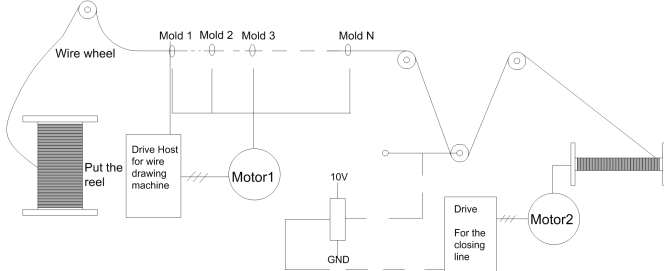 Mold 1
Mold 2
Mold 3
Mold N
Wire wheel
Put the
reel
Drive Host
for wire
drawing
machine
Motor1
10V
GND
Drive
For the
closing
line
Motor2